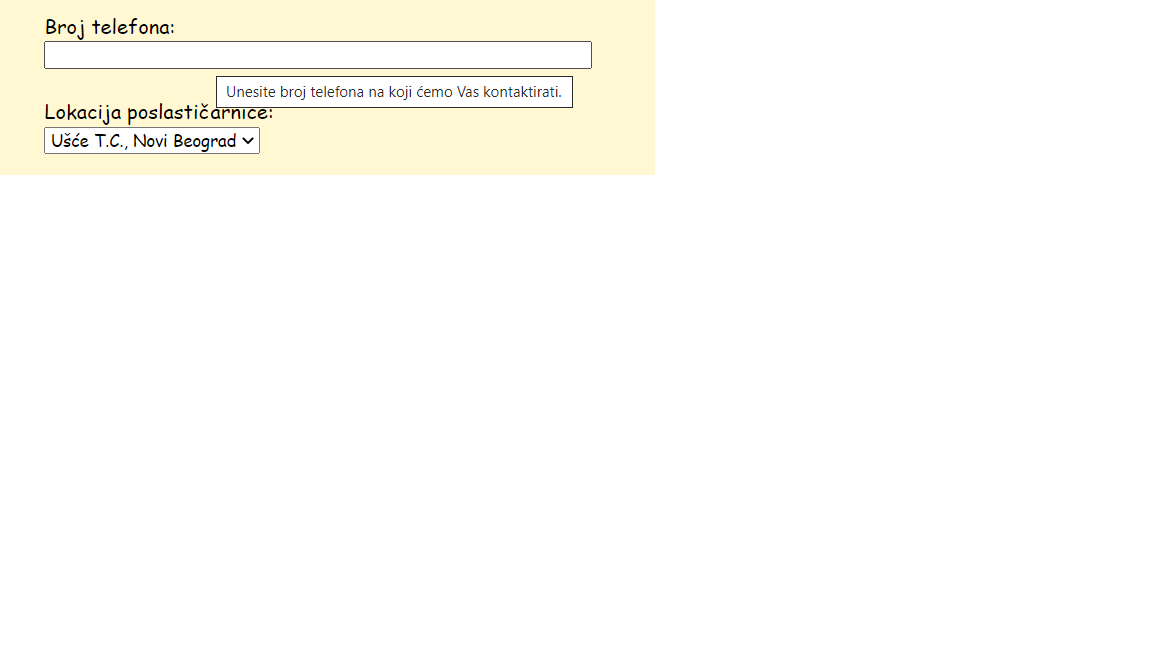 Broj telefona:
Unesite broj telefona na koji ćemo Vas kontaktirati.
Lokacija poslastičarnice:
Ušće T.C., Novi Beograd